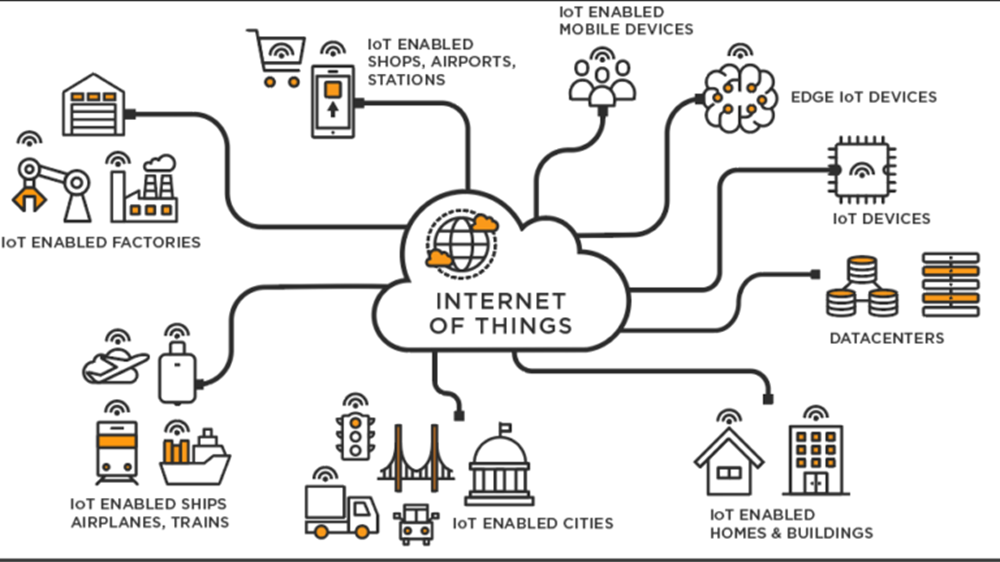 IoT ENABLED
MOBILE DEVICES
IoT ENABLED
SHOPS, AIRPORTS,
STATIONS
EDGE IoT DEVICES
IoT DEVICES
IoT ENABLED FACTORIES
INTERNET
OF THINGS
DATACENTERS
IoT ENABLED SHIPS
AIRPLANES, TRAINS
IoT ENABLED CITIES
IoT ENABLED
HOMES & BUILDINGS